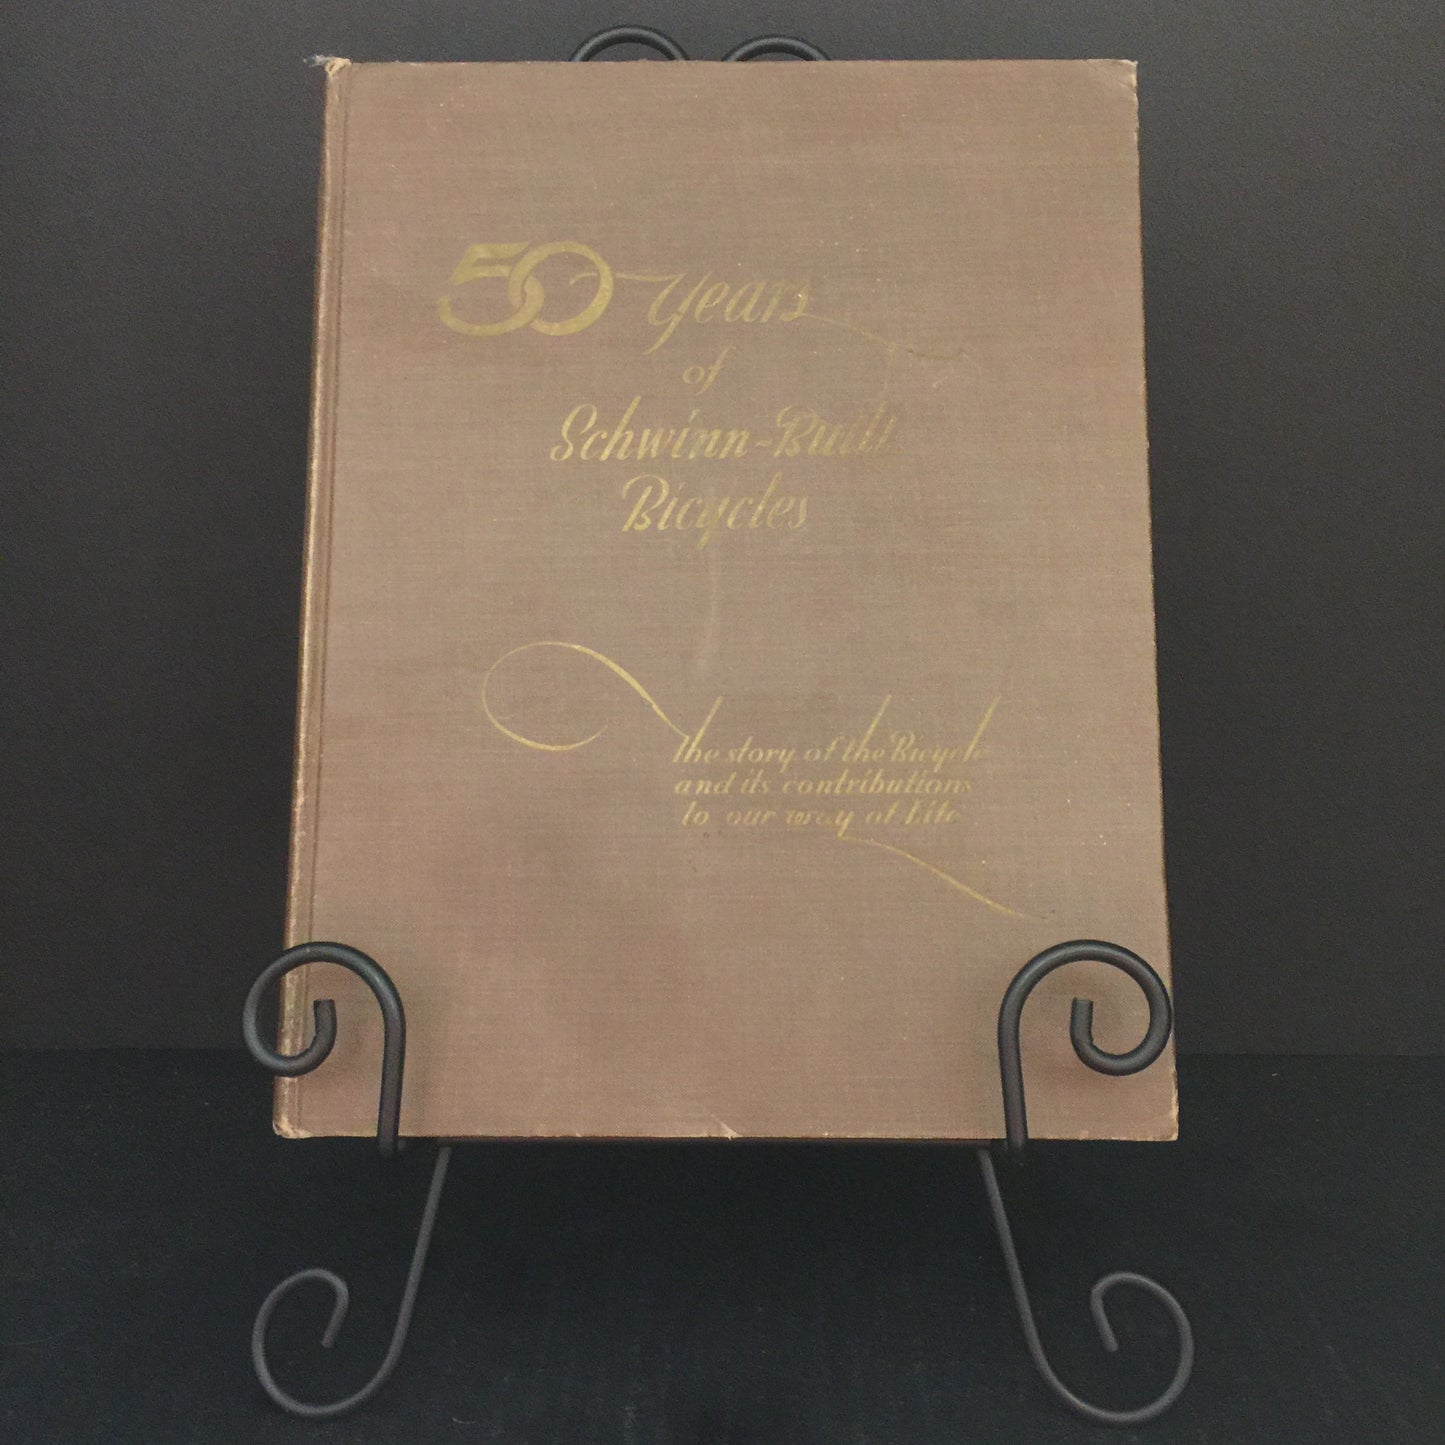 50 Years
of
Schwinn-Built
Bicycles
The story of the Bicycle
and its contributions
to our way of Life